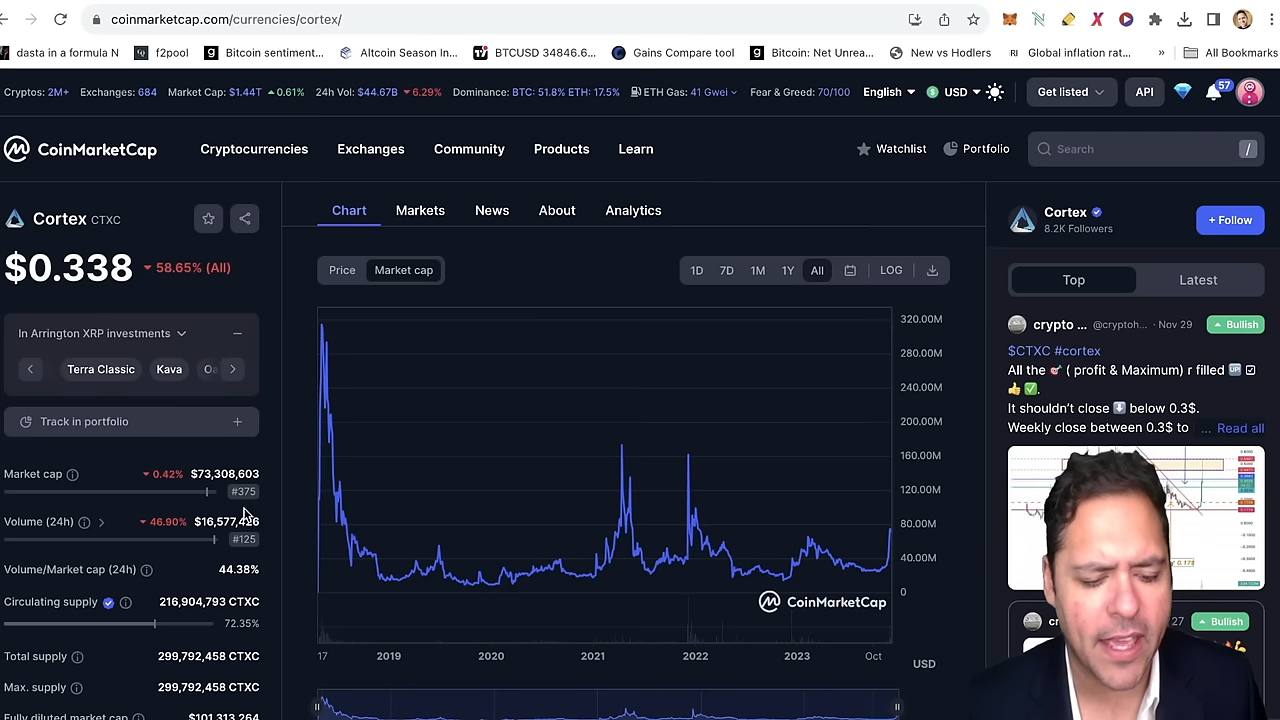 coinmarketcap.com/currencies/cortex/
dasta in a formula N
f2pool
Bitcoin sentiment...
Altcoin Season In...
BTCUSD 34846.6...
Gains Compare tool
Bitcoin: Net Unrea...
New vs Hodlers
RI Global inflation rat...
»
All Bookmarks
Cryptos: 2M+ Exchanges: 684 Market Cap: $1.44T 0.61% 24h Vol: $44.67B 6.29% Dominance: BTC: 51.8% ETH: 17.5% ETH Gas: 41 Gwei Fear & Greed: 70/100
English
USD
Get listed
API
57
CoinMarketCap
Cryptocurrencies
Exchanges
Community
Products
Learn
Watchlist
Portfolio
Search
/
Cortex CTXC
$0.338 58.65% (All)
In Arrington XRP investments
Terra Classic
Kava
Track in portfolio +
Market cap 0.42% $73,308,603
#375
Volume (24h) 46.90%
#125
Volume/Market cap (24h) 44.38%
Circulating supply 216,904,793 CTXC
72.35%
Total supply 299,792,458 CTXC
Max. supply 299,792,458 CTXC
Fully diluted market cap $101,313,264
Chart
Markets
News
About
Analytics
Price
Market cap
1D
7D
1M
1Y
All
LOG
320.00M
280.00M
240.00M
200.00M
160.00M
120.00M
80.00M
40.00M
0
CoinMarketCap
17
2019
2020
2021
2022
2023
Oct
USD
Cortex
8.2K Followers
+ Follow
Top
Latest
crypto ... @cryptoh... · Nov 29
Bullish
$CTXC #cortex
All the 🎯 ( profit & Maximum) r filled 🆙 ☑
👍 ✅.
It shouldn't close ⬇ below 0.3$.
Weekly close between 0.3$ to ... Read all
27
Bullish